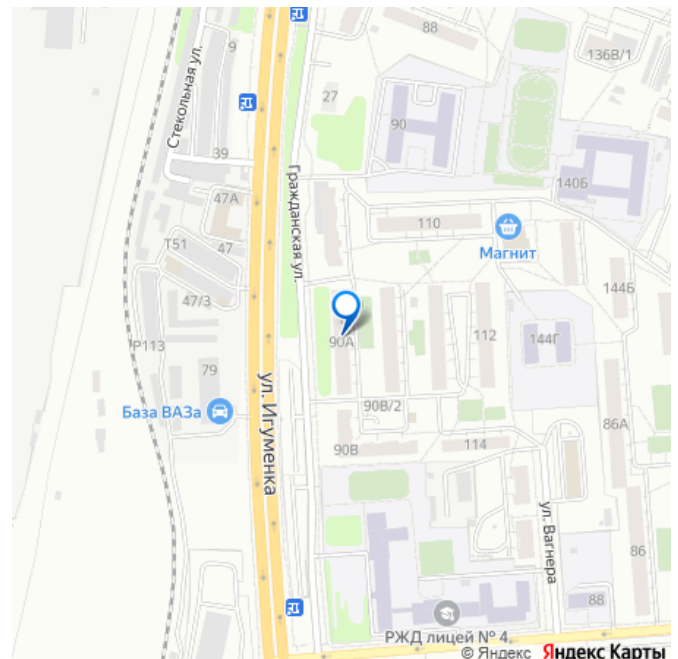 88
136В/1
Стекольная ул.
9
27
90
39
Гражданская ул.
140Б
47А
110
Т51
47
Магнит
47/3
144Б
Р113
90А
112
144Г
79
ул. Игуменка
База ВАЗа
90В/2
86А
90В
114
ул. Вагнера
86
88
РЖД лицей № 4
© Яндекс Яндекс Карты